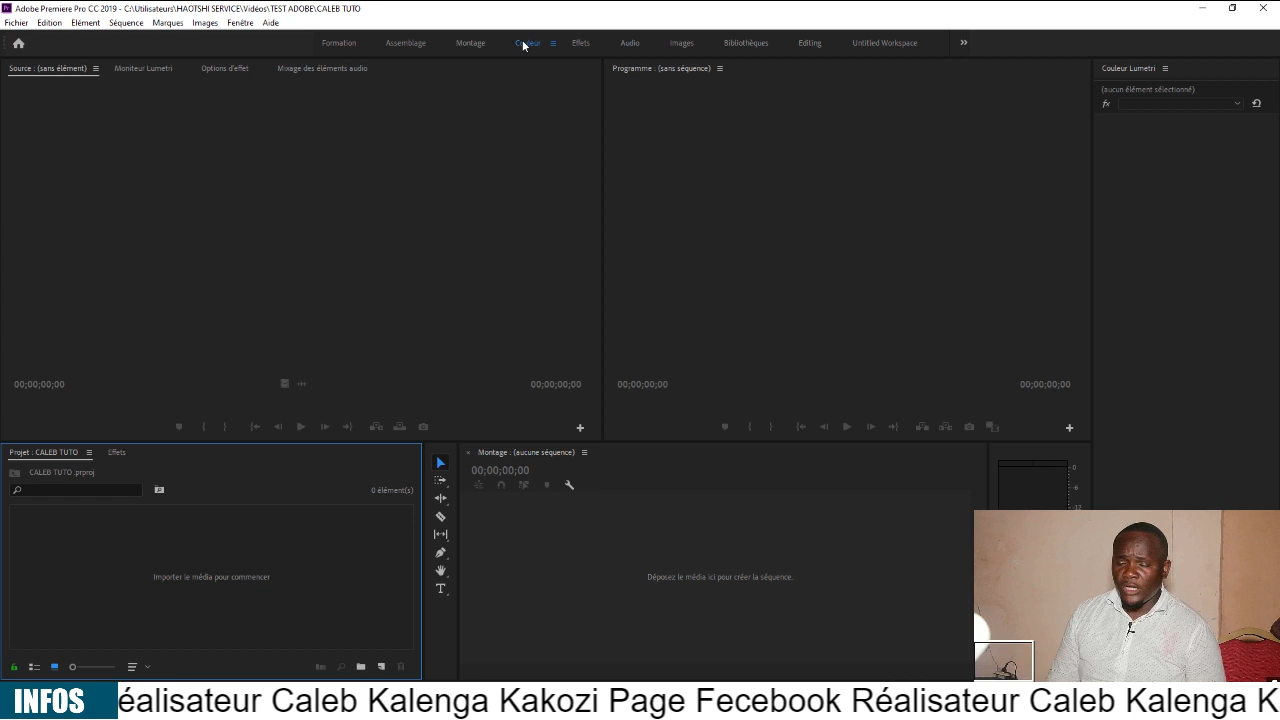 Adobe Premiere Pro CC 2019 - C:\Utilisateurs\HAOTSHI SERVICE\Vidéos\TEST ADOBE\CALEB TUTO
Fichier Edition Elément Séquence Marques Images Fenêtre Aide
Formation Assemblage Montage Couleur Effets Audio Images Bibliothèques Editing Untitled Workspace
Source : (sans élément) Moniteur Lumetri Options d'effet Mixage des éléments audio
Programme : (sans séquence)
Couleur Lumetri
(aucun élément sélectionné)
fx
00;00;00;00 00;00;00;00 00;00;00;00 00;00;00;00
Projet : CALEB TUTO Effets
CALEB TUTO .prproj
0 élément(s)
Importer le média pour commencer
Montage : (aucune séquence)
00;00;00;00
Déposez le média ici pour créer la séquence.
0
-6
-12
INFOS éalisateur Caleb Kalenga Kakozi Page Fecebook Réalisateur Caleb Kalenga K